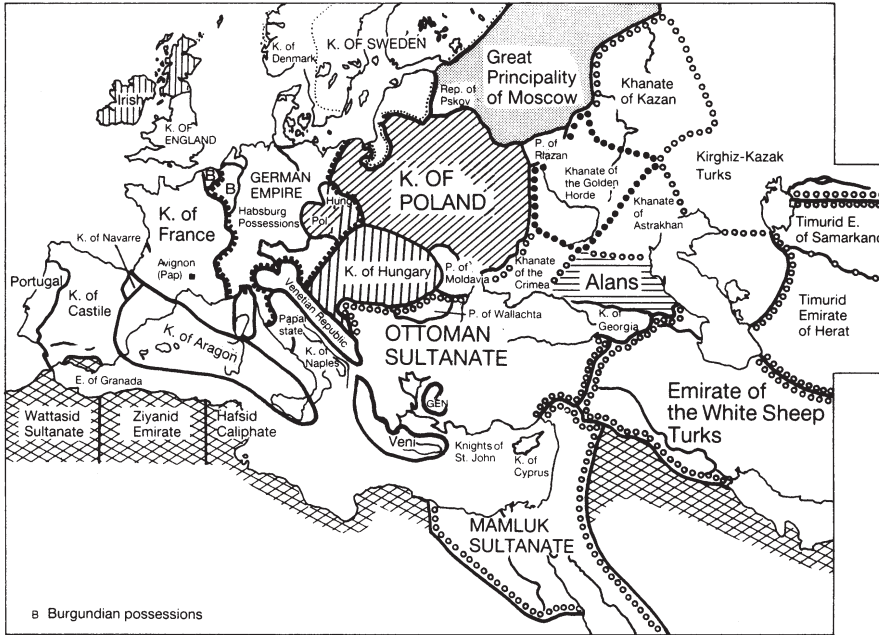 K. of
Denmark
K. OF SWEDEN
Great
Principality
of Moscow
Rep. of
Pskov
Khanate
of Kazan
Irish
K. OF
ENGLAND
B
B
GERMAN
EMPIRE
Habsburg
Possessions
Hung
Pol
K. OF
POLAND
P. of
Riazan
Khanate of
the Golden
Horde
Kirghiz-Kazak
Turks
Khanate of
Astrakhan
Timurid E.
of Samarkand
K. of
France
K. of Navarre
Avignon
(Pap)
K. of Hungary
P. of
Moldavia
Khanate
of the
Crimea
Alans
Timurid
Emirate
of Herat
Portugal
K. of
Castile
K. of Aragon
Papal
state
Venetian Republic
P. of Wallachta
K. of
Georgia
OTTOMAN
SULTANATE
K. of
Naples
E. of Granada
Wattasid
Sultanate
Ziyanid
Emirate
Hafsid
Caliphate
GEN
Veni
Knights of
St. John
K. of
Cyprus
Emirate of
the White Sheep
Turks
MAMLUK
SULTANATE
B Burgundian possessions